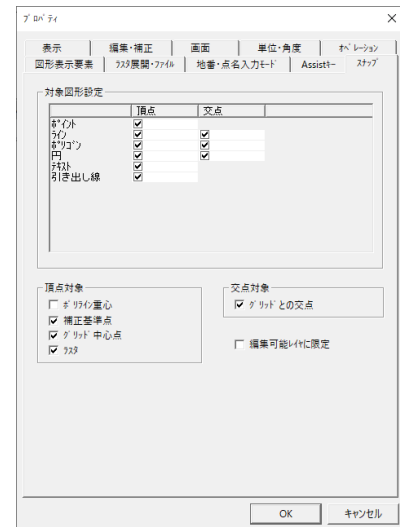 ﾌﾟﾛﾊﾟﾃｨ
表示 編集・補正 画面 単位・角度 ｵﾍﾟﾚｰｼｮﾝ
図形表示要素 ﾗｽﾀ展開・ﾌｧｲﾙ 地番・点名入力ﾓｰﾄﾞ Assistｷｰ ｽﾅｯﾌﾟ
対象図形設定
頂点 交点
ﾎﾟｲﾝﾄ
ﾗｲﾝ
ﾎﾟﾘｺﾞﾝ
円
ﾃｷｽﾄ
引き出し線
頂点対象
ﾎﾟﾘﾗｲﾝ重心
補正基準点
ｸﾞﾘｯﾄﾞ中心点
ﾗｽﾀ
交点対象
ｸﾞﾘｯﾄﾞとの交点
編集可能ﾚｲﾔに限定
OK キャンセル